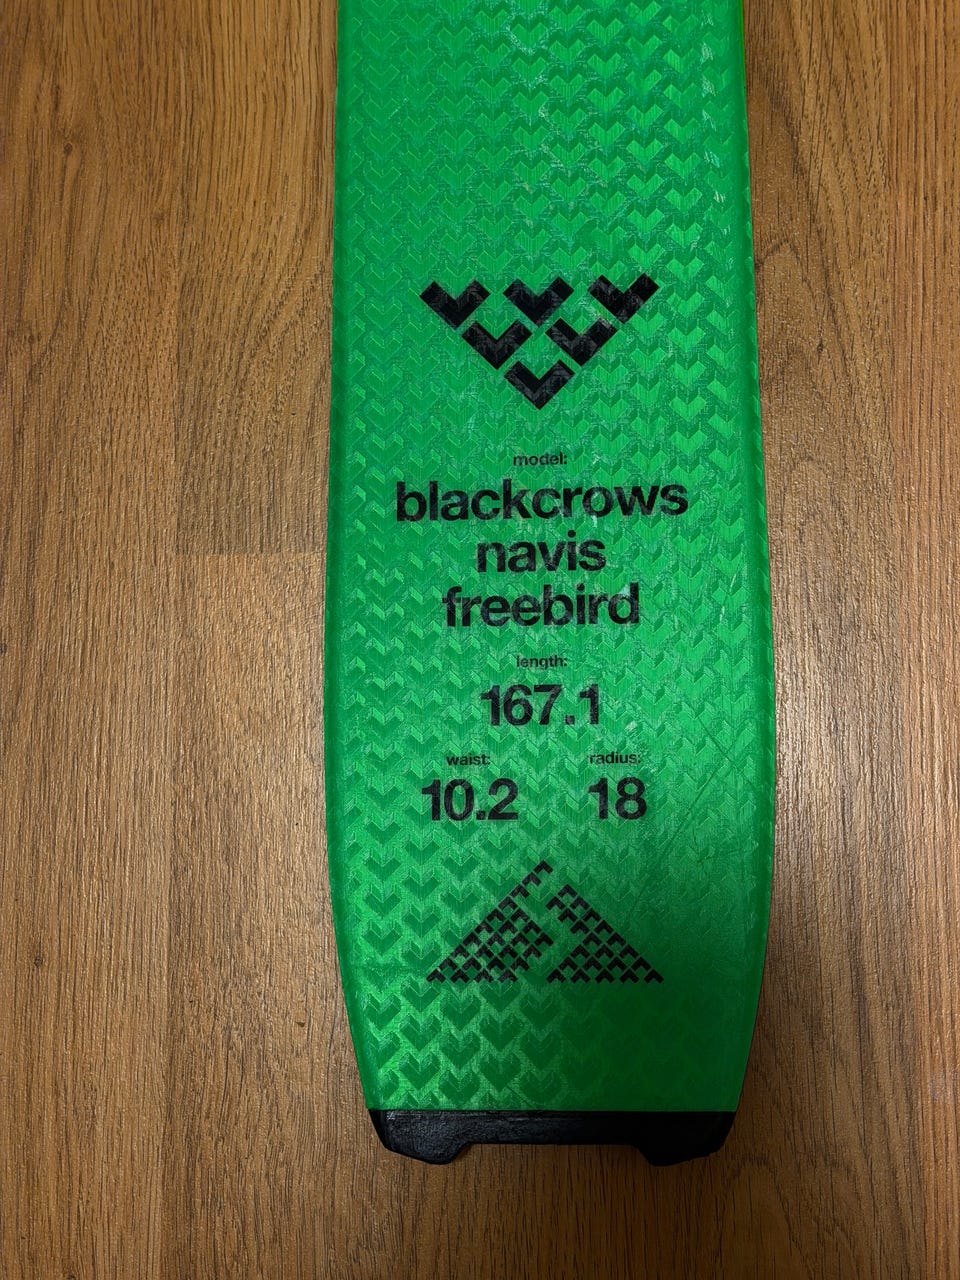 model:
blackcrows
navis
freebird
length:
167.1
waist: radius:
10.2 18